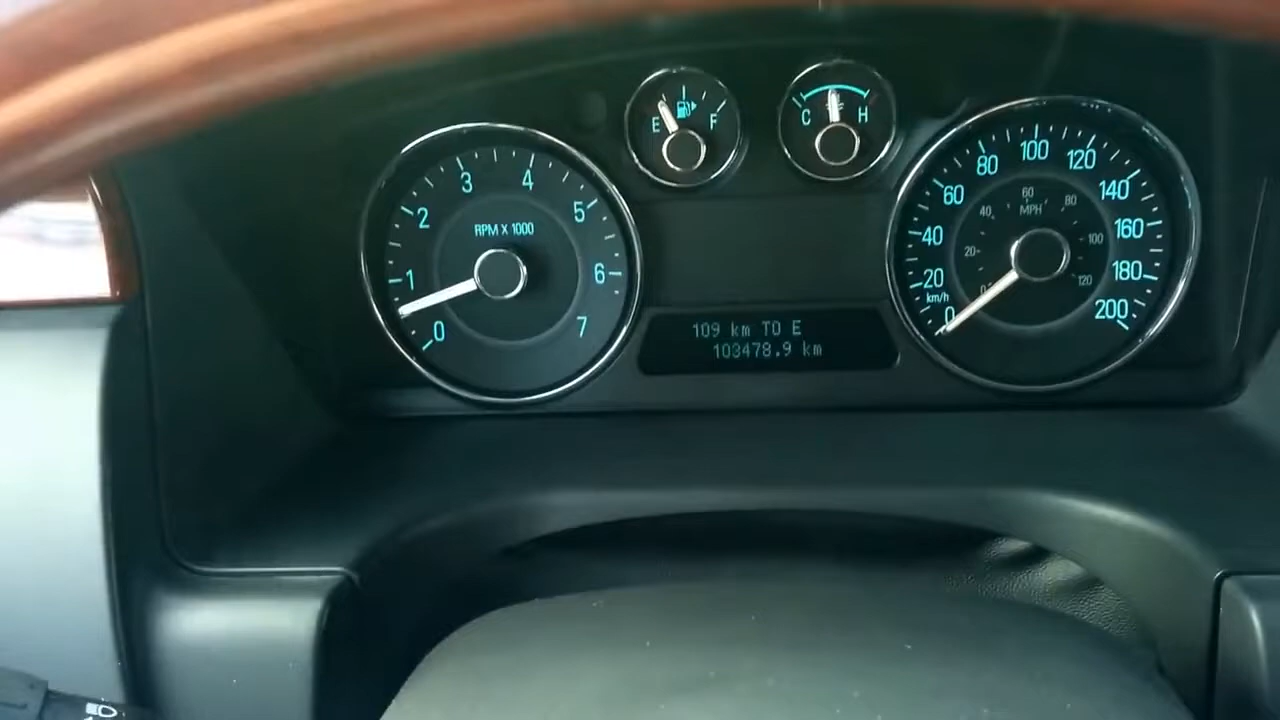 E F
C H
0 1 2 3 4 5 6 7
RPM X 1000
109 km TO E
103478.9 km
0 20 40 60 80 100 120 140 160 180 200
km/h
20 40 60 80 100 120
MPH